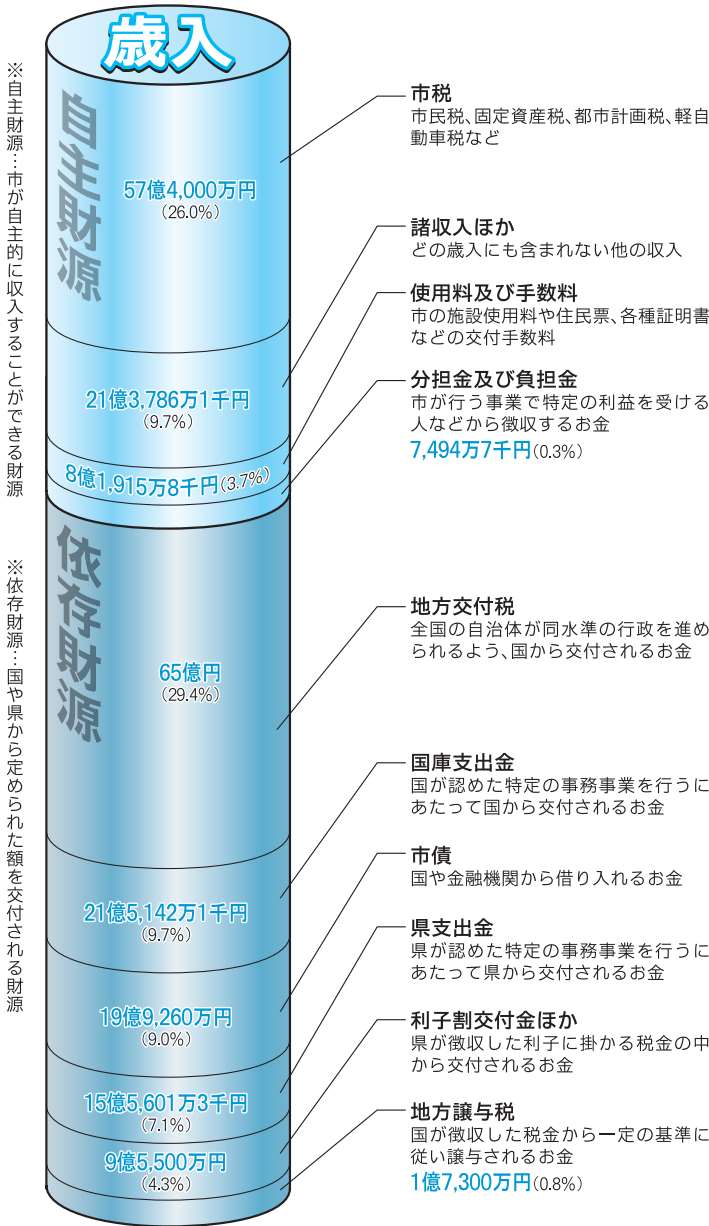 歳入
自主財源
※自主財源…市が自主的に収入することができる財源
57億4,000万円
(26.0%)
市税
市民税、固定資産税、都市計画税、軽自
動車税など
21億3,786万1千円
(9.7%)
諸収入ほか
どの歳入にも含まれない他の収入
8億1,915万8千円(3.7%)
使用料及び手数料
市の施設使用料や住民票、各種証明書
などの交付手数料
分担金及び負担金
市が行う事業で特定の利益を受ける
人などから徴収するお金
7,494万7千円(0.3%)
依存財源
※依存財源…国や県から定められた額を交付される財源
65億円
(29.4%)
地方交付税
全国の自治体が同水準の行政を進め
られるよう、国から交付されるお金
21億5,142万1千円
(9.7%)
国庫支出金
国が認めた特定の事務事業を行うに
あたって国から交付されるお金
19億9,260万円
(9.0%)
市債
国や金融機関から借り入れるお金
15億5,601万3千円
(7.1%)
県支出金
県が認めた特定の事務事業を行うに
あたって県から交付されるお金
9億5,500万円
(4.3%)
利子割交付金ほか
県が徴収した利子に掛かる税金の中
から交付されるお金
地方譲与税
国が徴収した税金から一定の基準に
従い譲与されるお金
1億7,300万円(0.8%)